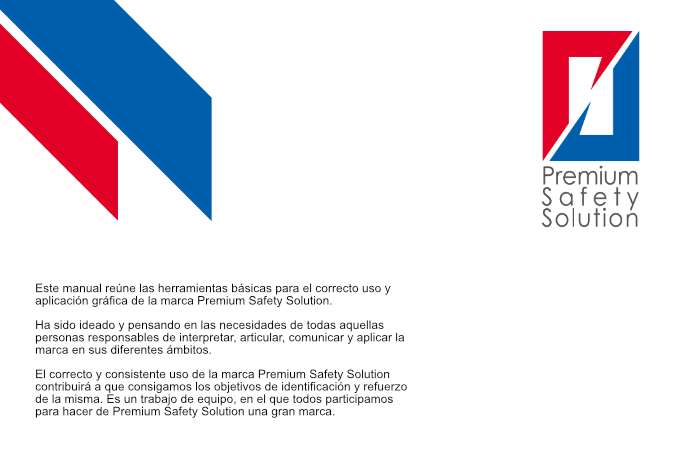 Premium
Safety
Solution
Este manual reúne las herramientas básicas para el correcto uso y
aplicación gráfica de la marca Premium Safety Solution.
Ha sido ideado y pensando en las necesidades de todas aquellas
personas responsables de interpretar, articular, comunicar y aplicar la
marca en sus diferentes ámbitos.
El correcto y consistente uso de la marca Premium Safety Solution
contribuirá a que consigamos los objetivos de identificación y refuerzo
de la misma. Es un trabajo de equipo, en el que todos participamos
para hacer de Premium Safety Solution una gran marca.